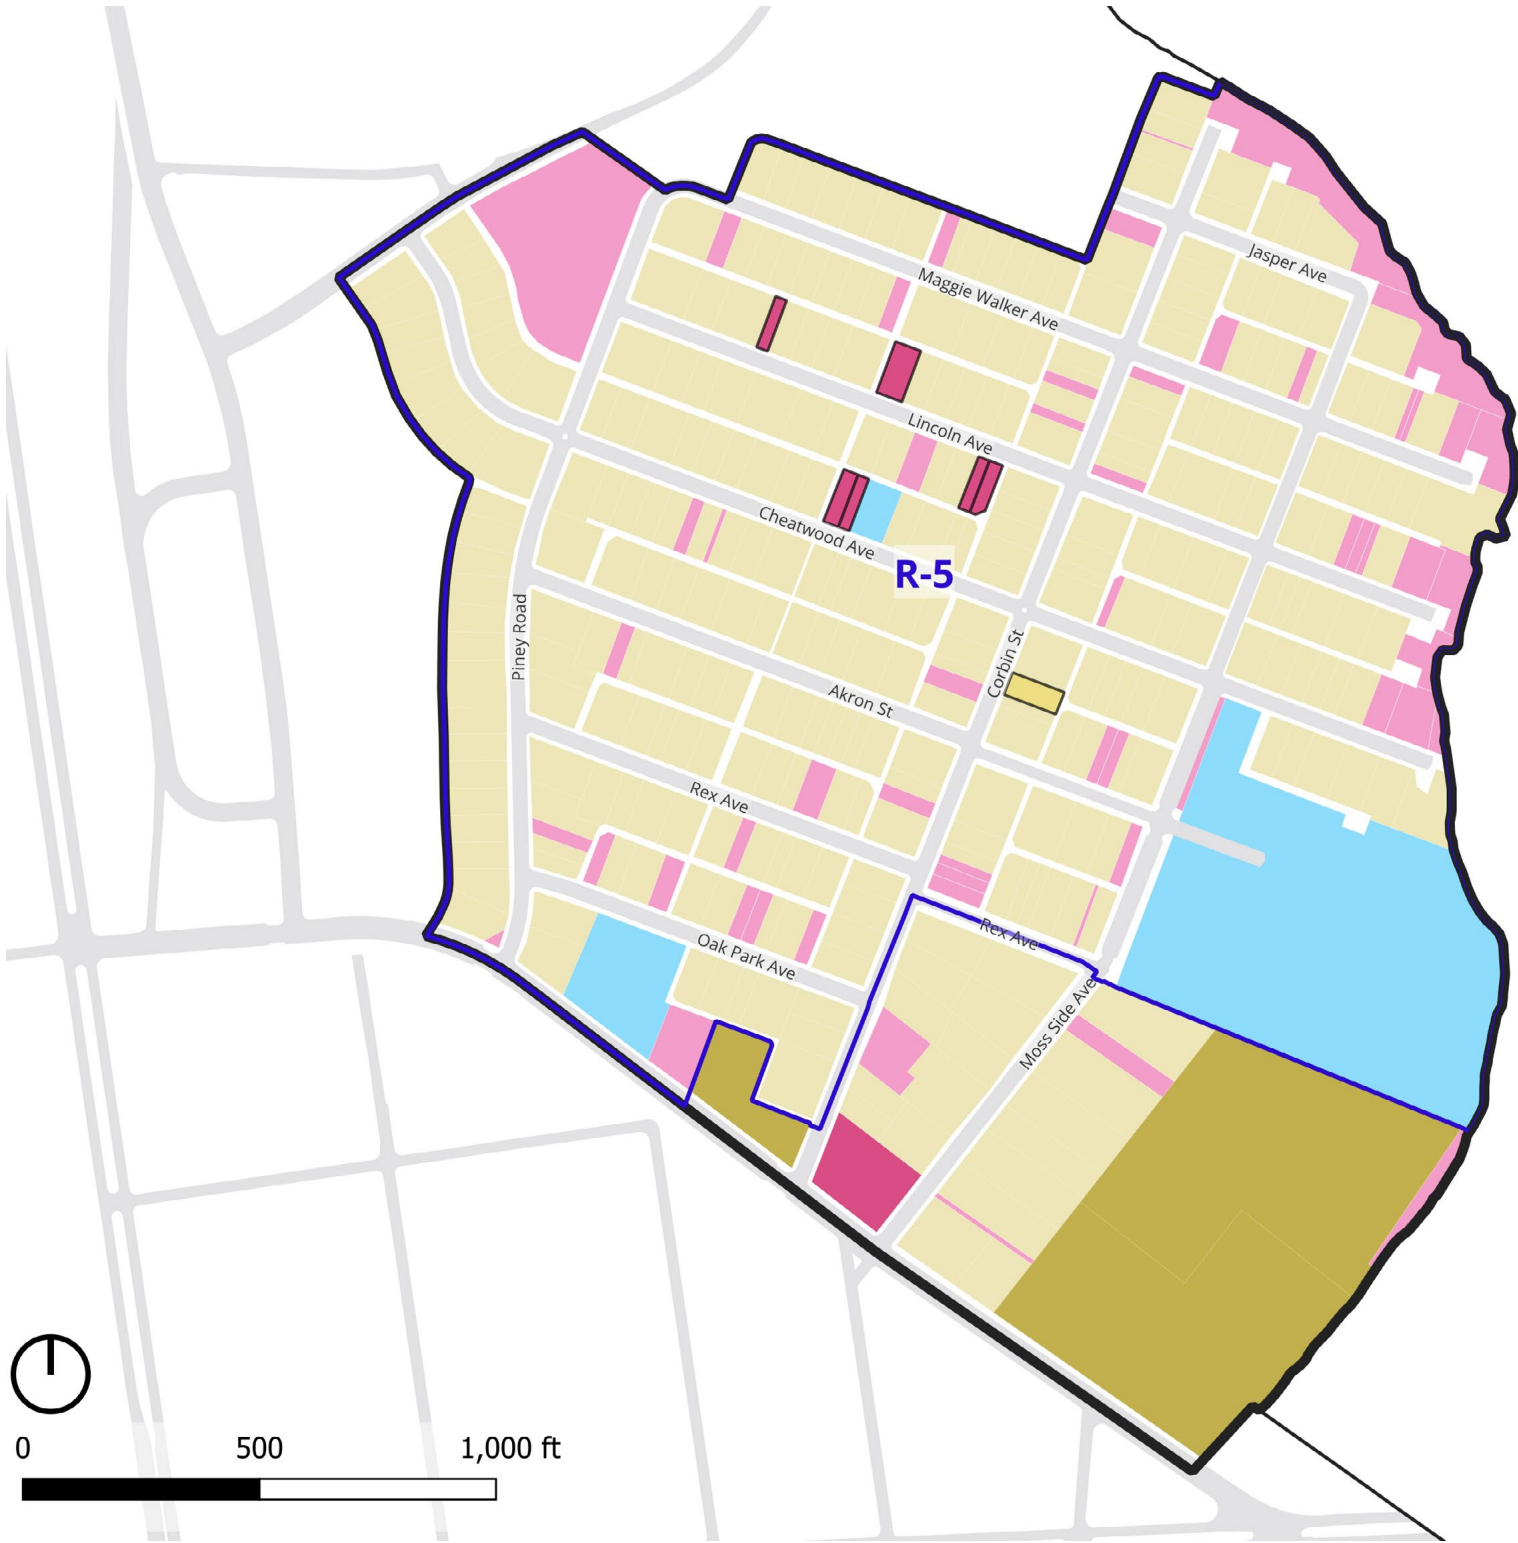 Jasper Ave
Maggie Walker Ave
Lincoln Ave
Cheatwood Ave
R-5
Piney Road
Corbin St
Akron St
Rex Ave
Rex Ave
Oak Park Ave
Moss Side Ave
0 500 1,000 ft